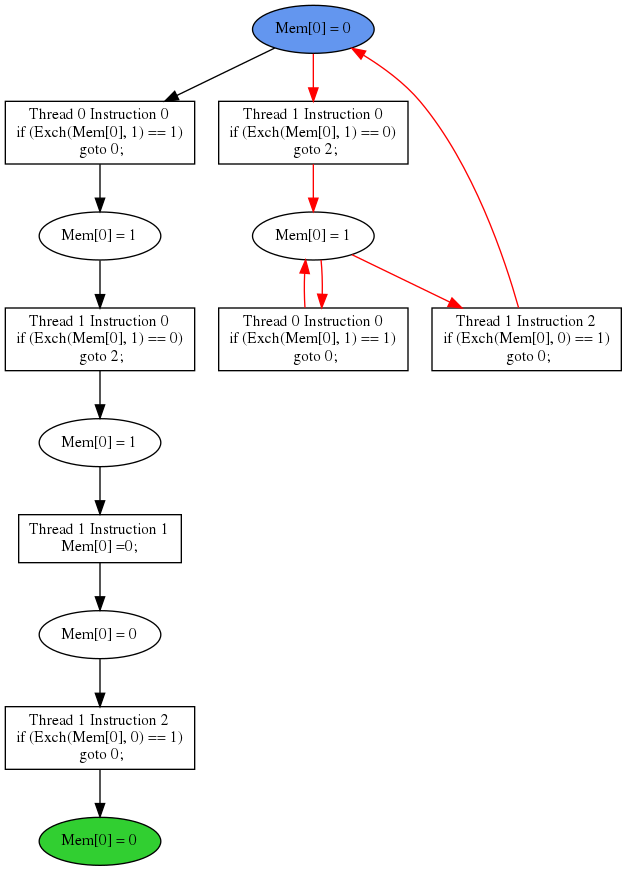 Mem[0] = 0
Thread 0 Instruction 0
if (Exch(Mem[0], 1) == 1)
goto 0;
Thread 1 Instruction 0
if (Exch(Mem[0], 1) == 0)
goto 2;
Mem[0] = 1
Mem[0] = 1
Thread 1 Instruction 0
if (Exch(Mem[0], 1) == 0)
goto 2;
Thread 0 Instruction 0
if (Exch(Mem[0], 1) == 1)
goto 0;
Thread 1 Instruction 2
if (Exch(Mem[0], 0) == 1)
goto 0;
Mem[0] = 1
Thread 1 Instruction 1
Mem[0] =0;
Mem[0] = 0
Thread 1 Instruction 2
if (Exch(Mem[0], 0) == 1)
goto 0;
Mem[0] = 0